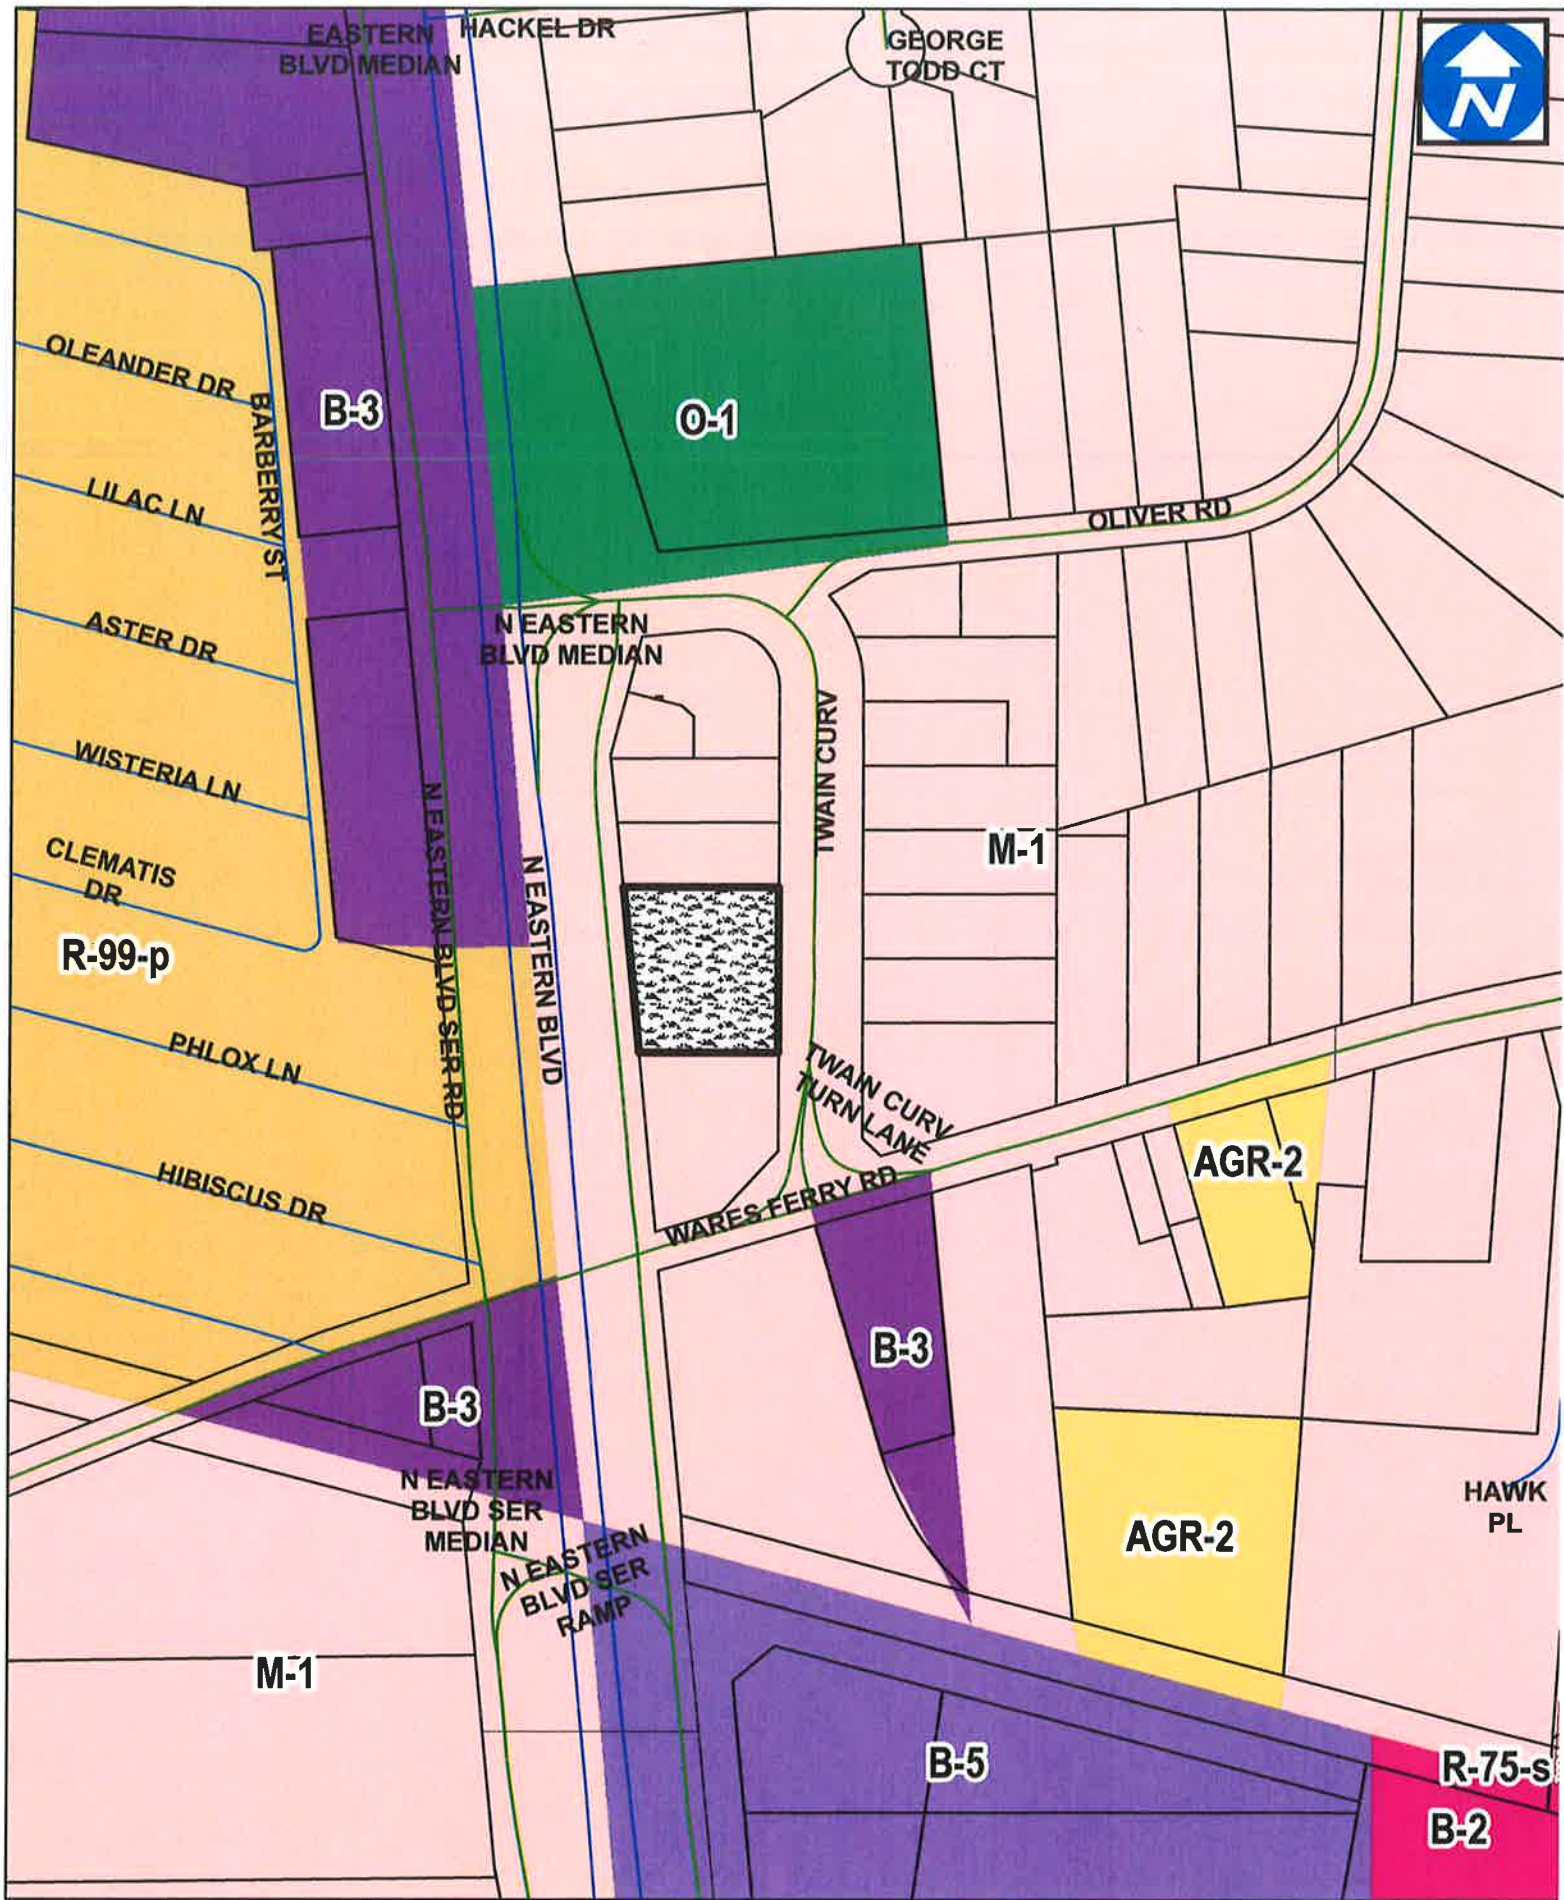 EASTERN
BLVD MEDIAN
HACKEL DR
GEORGE
TODD CT
N
OLEANDER DR
BARBERRY ST
B-3
O-1
LILAC LN
OLIVER RD
ASTER DR
N EASTERN
BLVD MEDIAN
WISTERIA LN
TWAIN CURV
M-1
CLEMATIS
DR
N EASTERN BLVD SER RD
N EASTERN BLVD
R-99-p
PHLOX LN
TWAIN CURV
TURN LANE
HIBISCUS DR
WARES FERRY RD
AGR-2
B-3
B-3
N EASTERN
BLVD SER
MEDIAN
HAWK
PL
AGR-2
N EASTERN
BLVD SER
RAMP
M-1
B-5
R-75-s
B-2